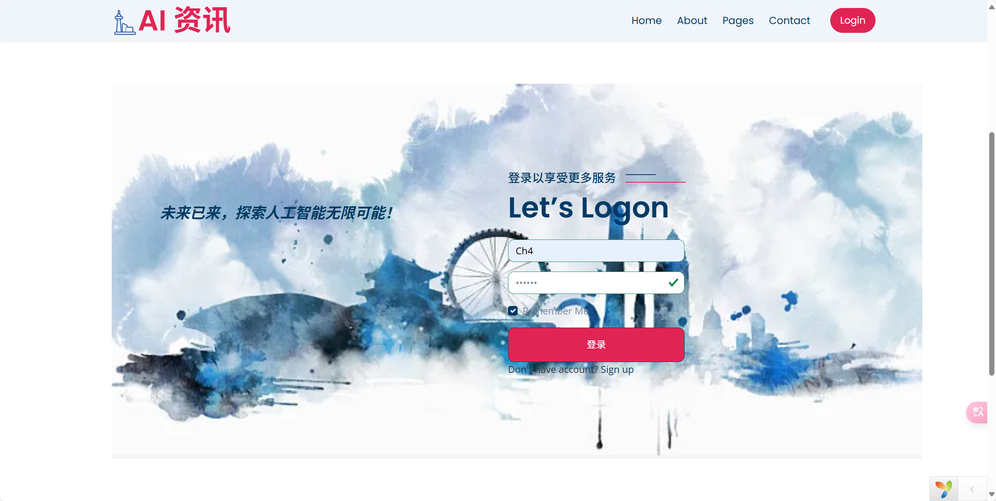 AI 资讯
Home About Pages Contact Login
登录以享受更多服务
未来已来，探索人工智能无限可能！
Let's Logon
Ch4
••••••
Remember Me
登录
Don't have account? Sign up